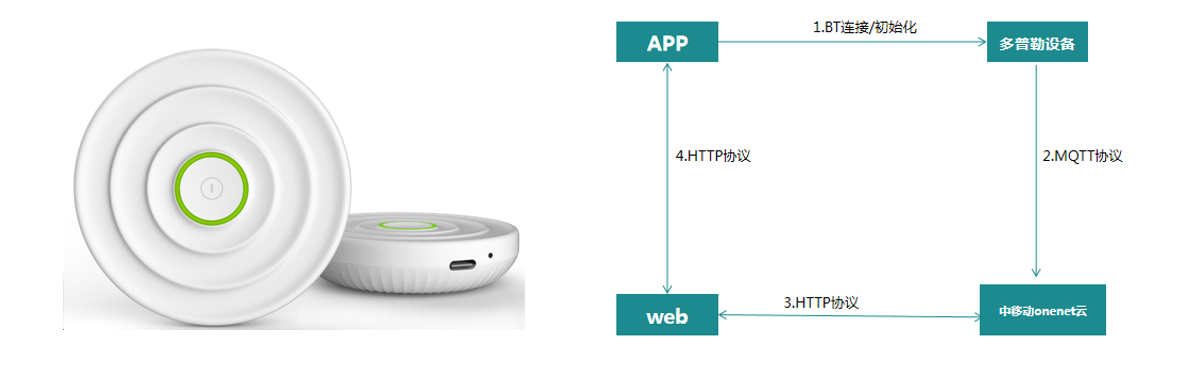 1.BT连接/初始化
APP
多普勒设备
4.HTTP协议
2.MQTT协议
3.HTTP协议
web
中移动onenet云